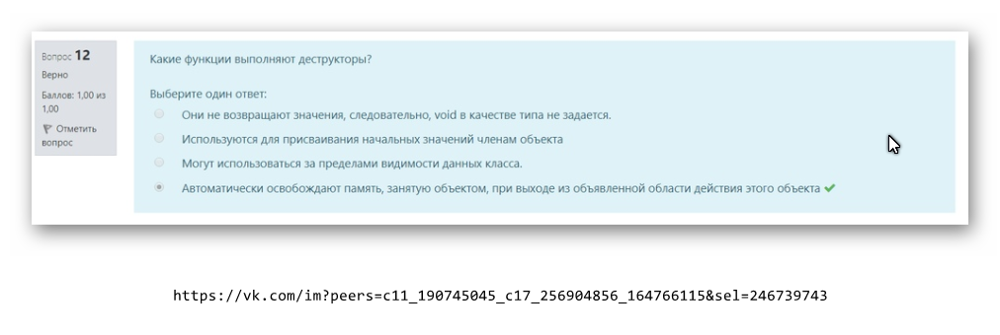 Вопрос 12
Верно
Баллов: 1,00 из
1,00
Отметить
вопрос
Какие функции выполняют деструкторы?
Выберите один ответ:
Они не возвращают значения, следовательно, void в качестве типа не задается.
Используются для присваивания начальных значений членам объекта
Могут использоваться за пределами видимости данных класса.
Автоматически освобождают память, занятую объектом, при выходе из объявленной области действия этого объекта
https://vk.com/im?peers=c11_190745045_c17_256904856_164766115&sel=246739743